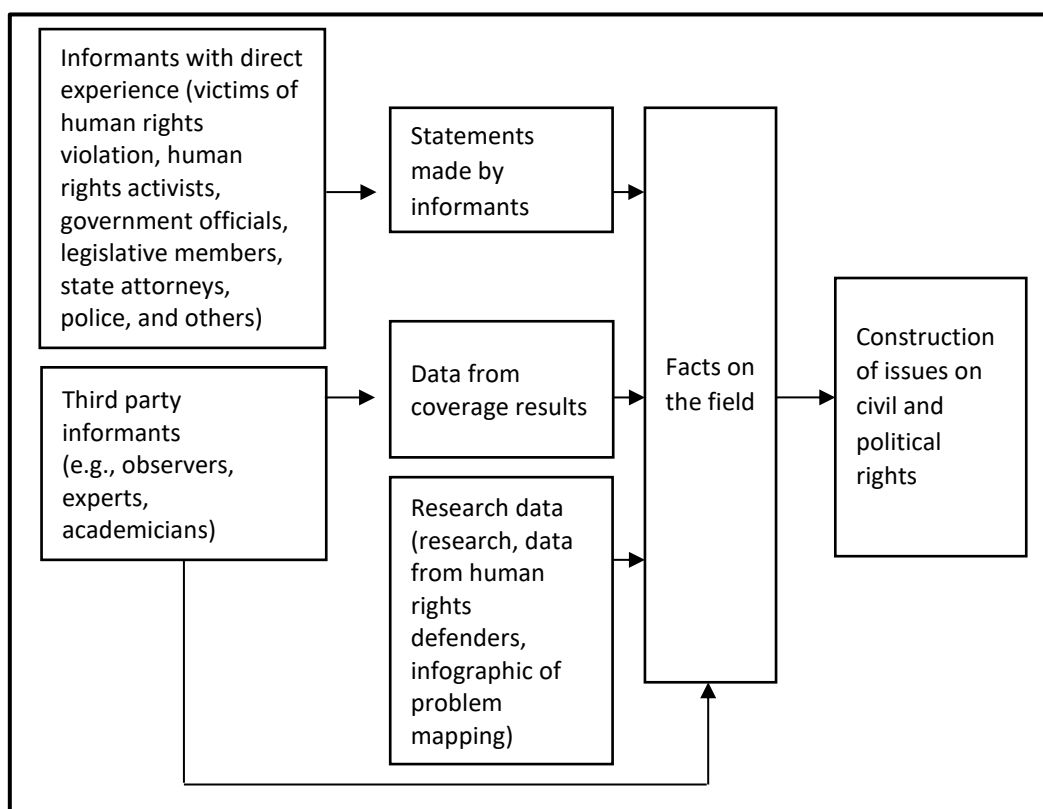 Informants with direct
experience (victims of
human rights
violation, human
rights activists,
government officials,
legislative members,
state attorneys,
police, and others)
Statements
made by
informants
Third party
informants
(e.g., observers,
experts,
academicians)
Data from
coverage results
Research data
(research, data
from human
rights
defenders,
infographic of
problem
mapping)
Facts on
the field
Construction
of issues on
civil and
political
rights